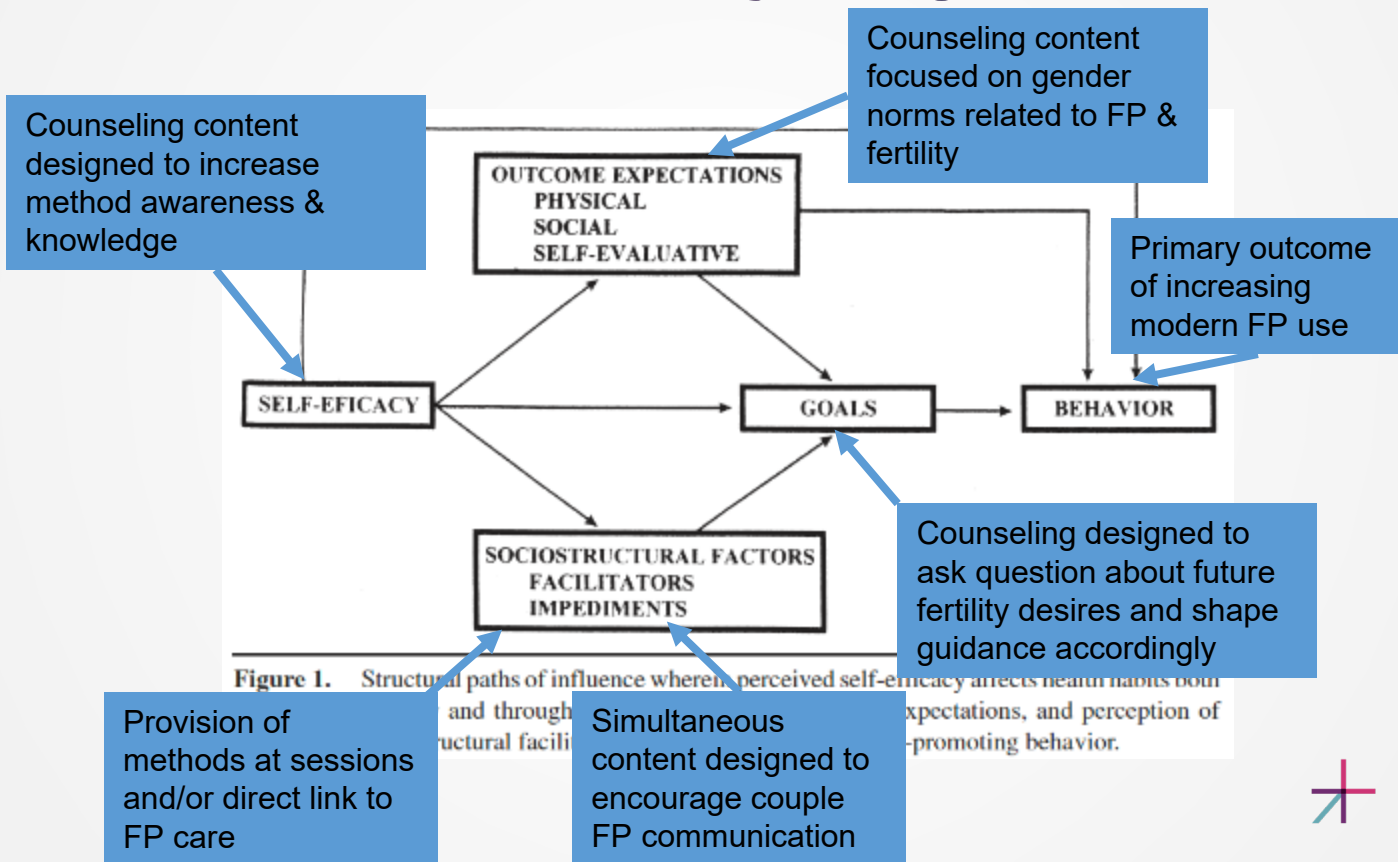 Counseling content
focused on gender
norms related to FP &
fertility
Counseling content
designed to increase
method awareness &
knowledge
OUTCOME EXPECTATIONS
PHYSICAL
SOCIAL
SELF-EVALUATIVE
Primary outcome
of increasing
modern FP use
SELF-EFICACY
GOALS
BEHAVIOR
SOCIOSTRUCTURAL FACTORS
FACILITATORS
IMPEDIMENTS
Counseling designed to
ask question about future
fertility desires and shape
guidance accordingly
Figure 1. Structural paths of influence wherein perceived self-efficacy affects health habits both
and through xpectations, and perception of
ructural facili -promoting behavior.
Provision of
methods at sessions
and/or direct link to
FP care
Simultaneous
content designed to
encourage couple
FP communication